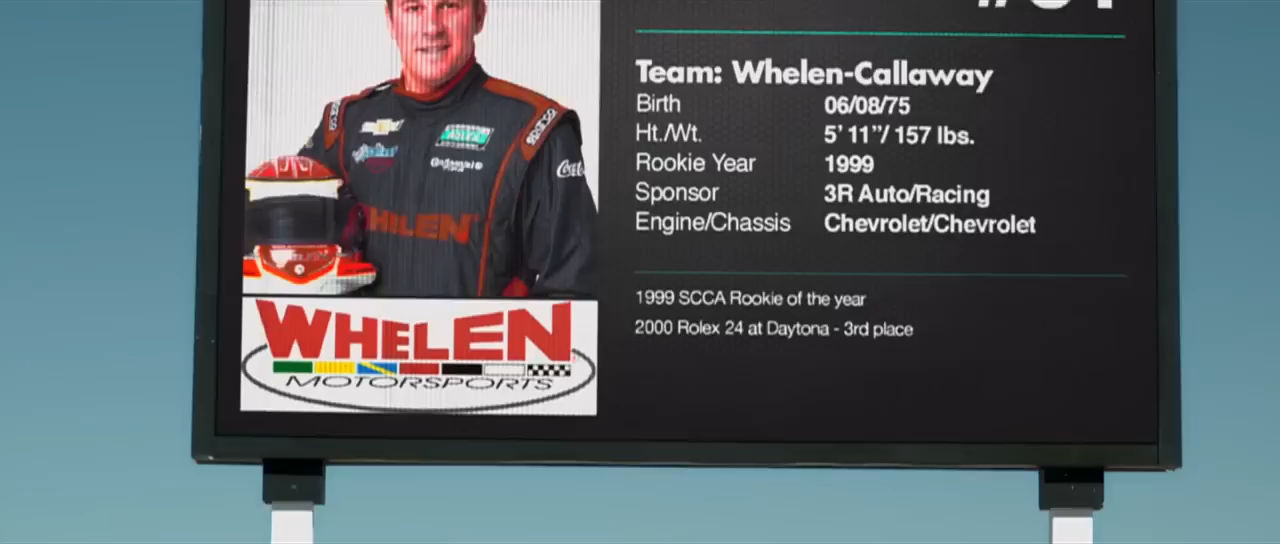 Team: Whelen-Callaway
Birth 06/08/75
Ht./Wt. 5' 11"/ 157 lbs.
Rookie Year 1999
Sponsor 3R Auto/Racing
Engine/Chassis Chevrolet/Chevrolet
1999 SCCA Rookie of the year
2000 Rolex 24 at Daytona - 3rd place
WHELEN
WHELEN
MOTORSPORTS